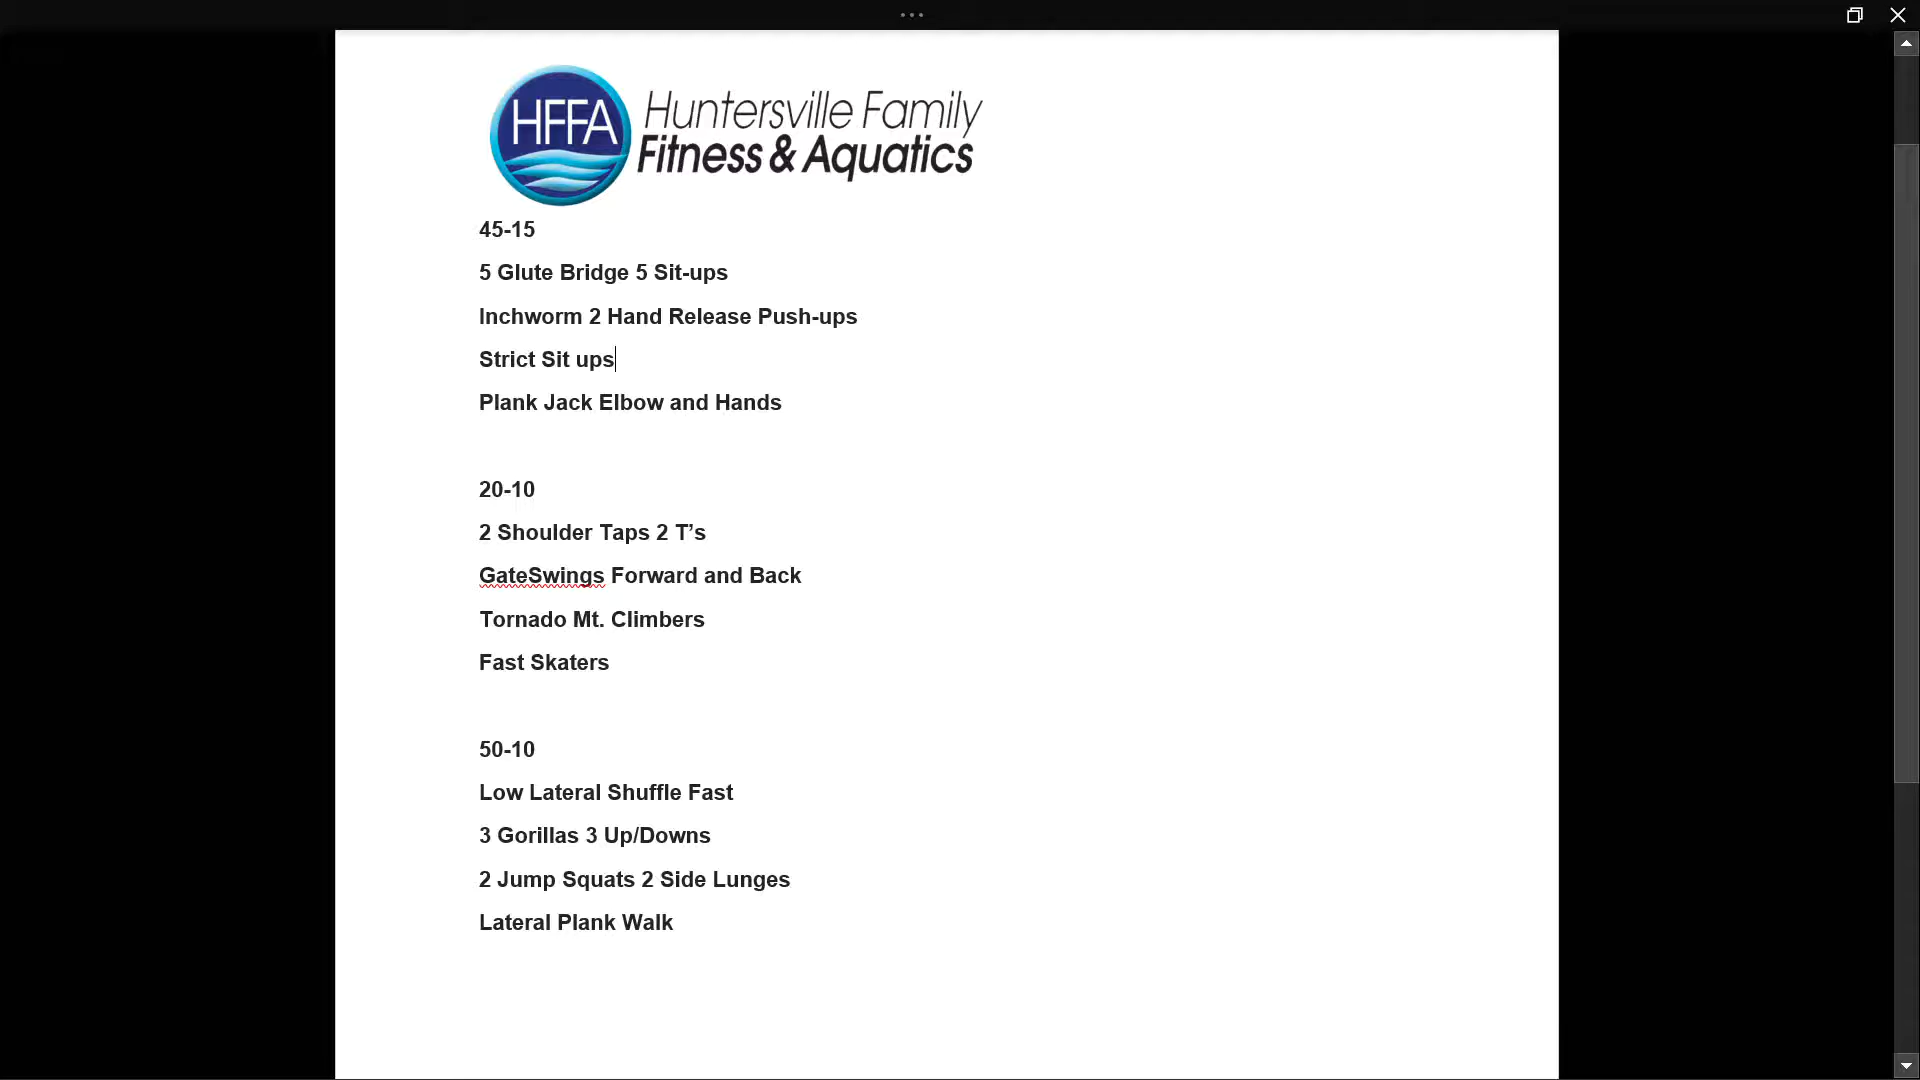 HFFA
Huntersville Family
Fitness & Aquatics
45-15
5 Glute Bridge 5 Sit-ups
Inchworm 2 Hand Release Push-ups
Strict Sit ups
Plank Jack Elbow and Hands
20-10
2 Shoulder Taps 2 T’s
GateSwings Forward and Back
Tornado Mt. Climbers
Fast Skaters
50-10
Low Lateral Shuffle Fast
3 Gorillas 3 Up/Downs
2 Jump Squats 2 Side Lunges
Lateral Plank Walk